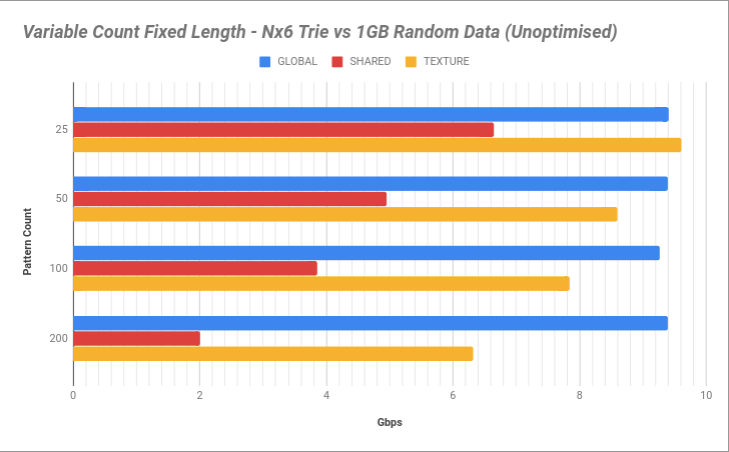 Variable Count Fixed Length - Nx6 Trie vs 1GB Random Data (Unoptimised)
GLOBAL SHARED TEXTURE
Pattern Count
25
50
100
200
0 2 4 6 8 10
Gbps